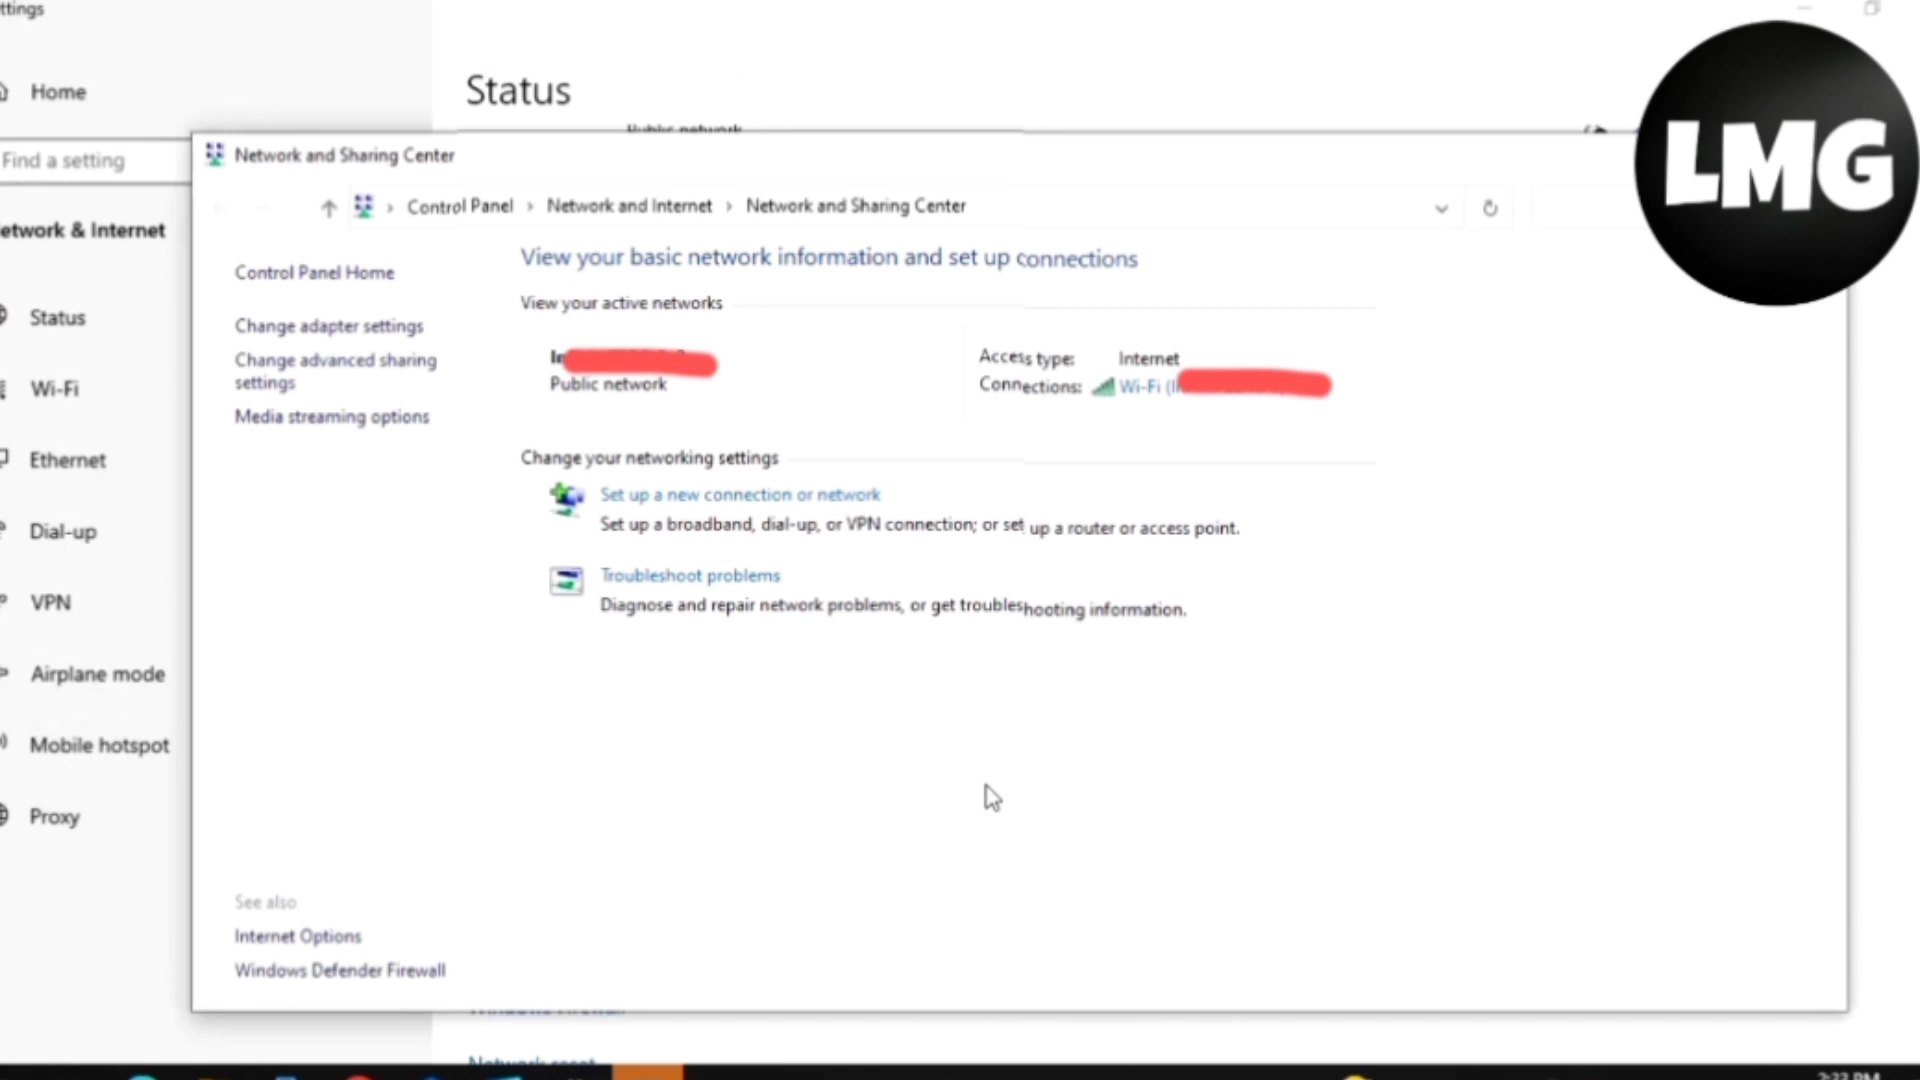 Home
Status
LMG
Find a setting
Network and Sharing Center
Control Panel > Network and Internet > Network and Sharing Center
& Internet
View your basic network information and set up connections
Control Panel Home
View your active networks
Status
Change adapter settings
Change advanced sharing
settings
Media streaming options
Public network
Access type: Internet
Connections: Wi-Fi
Wi-Fi
Ethernet
Dial-up
VPN
Airplane mode
Mobile hotspot
Proxy
Change your networking settings
Set up a new connection or network
Set up a broadband, dial-up, or VPN connection; or set up a router or access point.
Troubleshoot problems
Diagnose and repair network problems, or get troubleshooting information.
See also
Internet Options
Windows Defender Firewall
Network reset